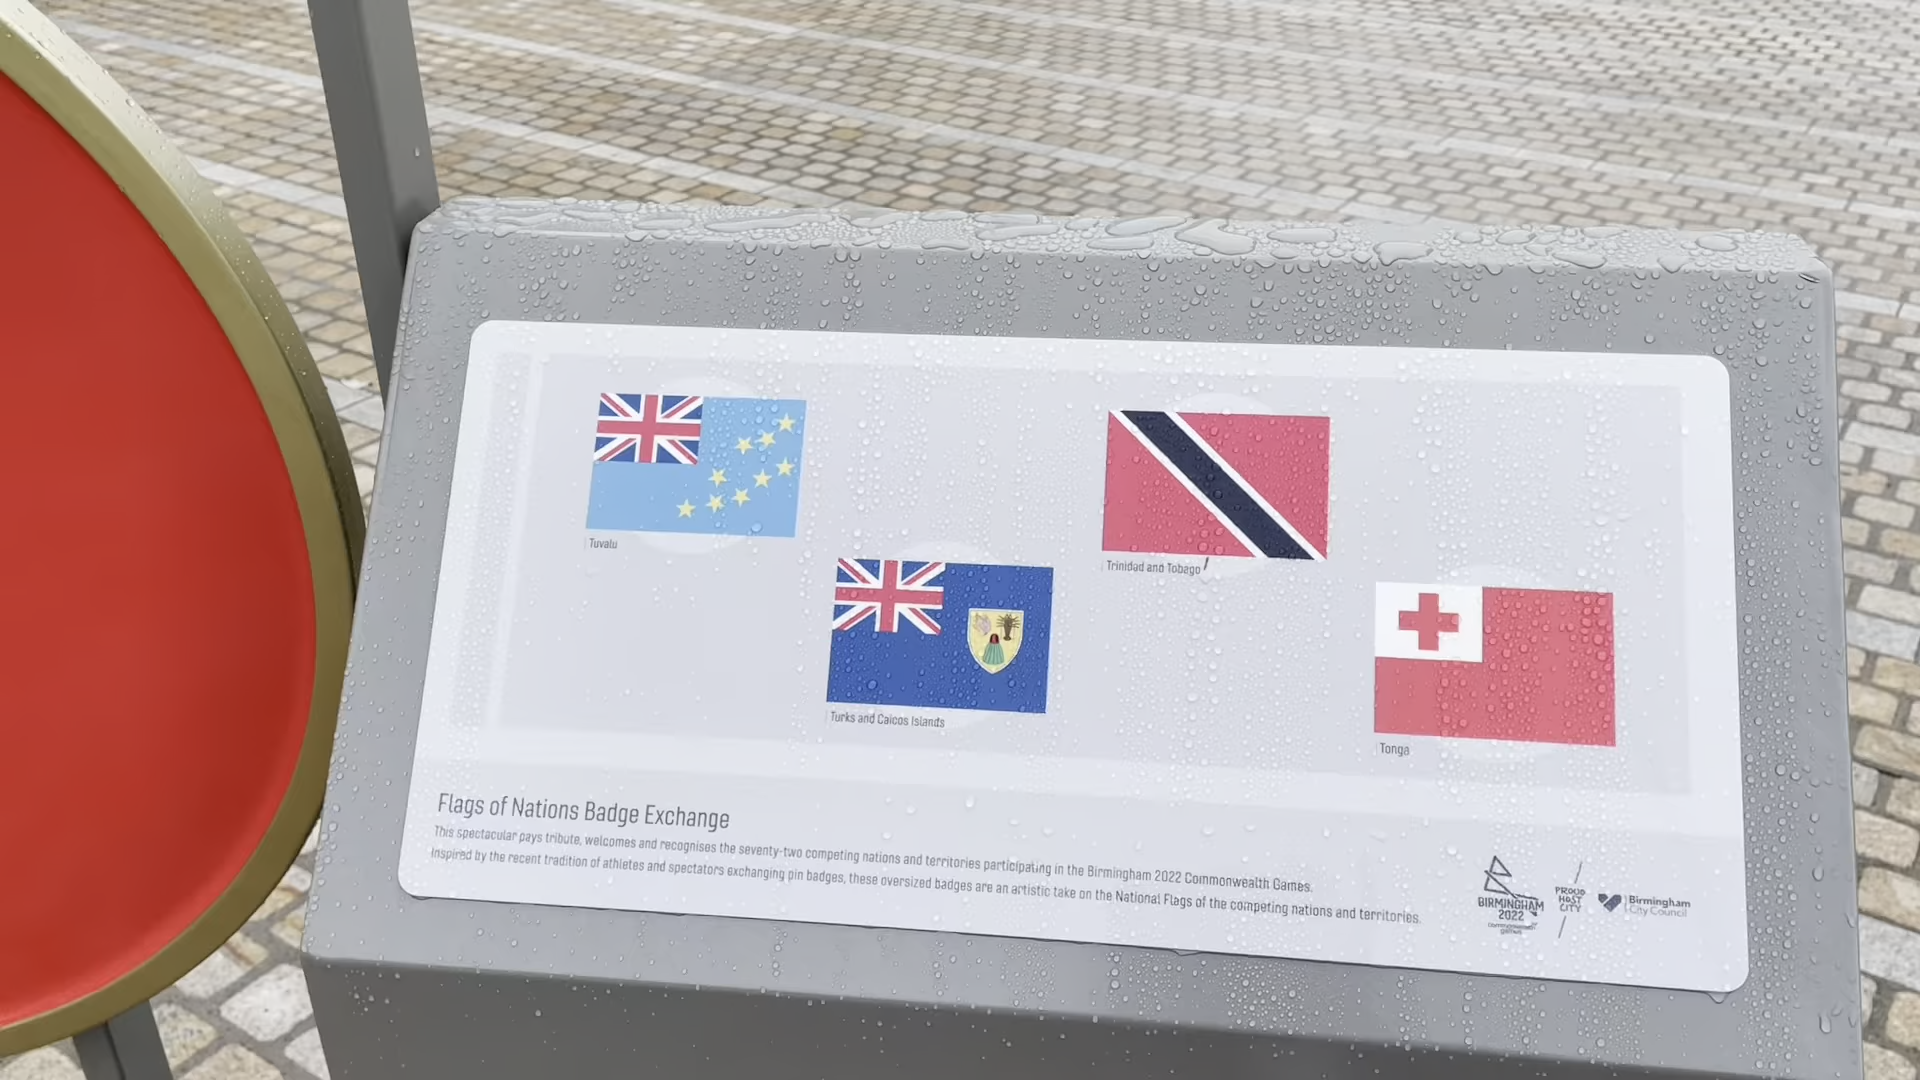 Tuvalu
Trinidad and Tobago
Turks and Caicos Islands
Tonga
Flags of Nations Badge Exchange
This spectacular pays tribute, welcomes and recognises the seventy-two competing nations and territories participating in the Birmingham 2022 Commonwealth Games.
Inspired by the recent tradition of athletes and spectators exchanging pin badges, these oversized badges are an artistic take on the National Flags of the competing nations and territories.
BIRMINGHAM
2022
commonwealth
games
PROUD
HOST
CITY
Birmingham
City Council